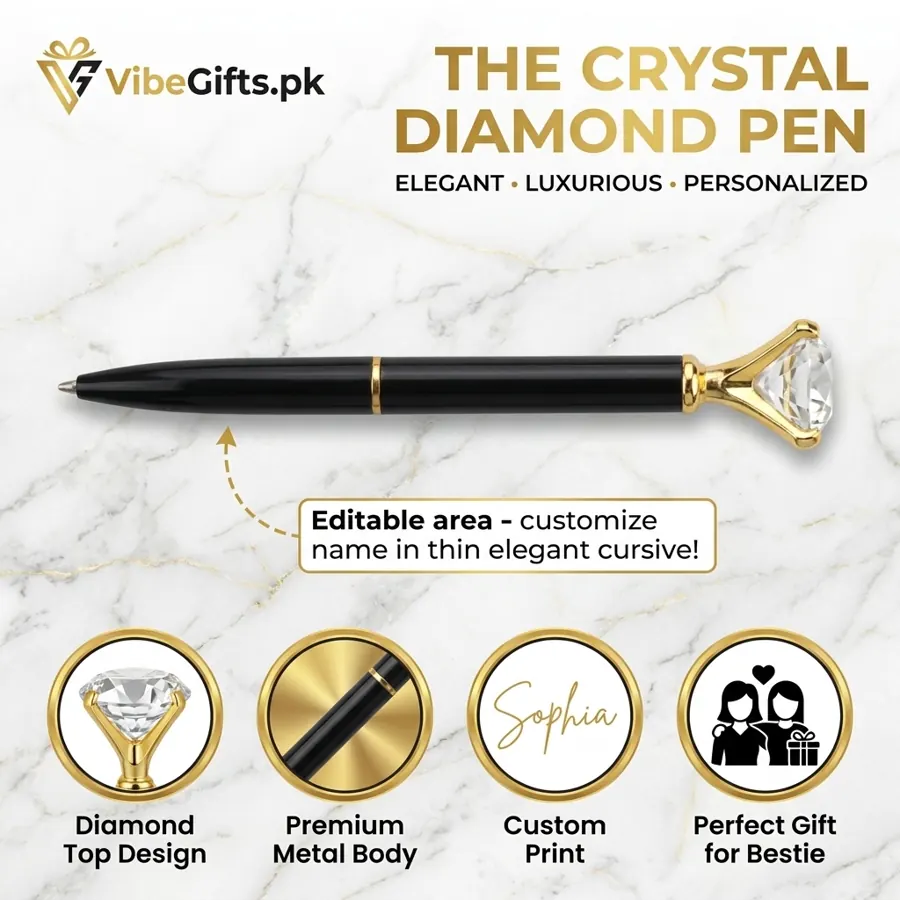 VibeGifts.pk
THE CRYSTAL
DIAMOND PEN
ELEGANT • LUXURIOUS • PERSONALIZED
Editable area - customize
name in thin elegant cursive!
Sophia
Diamond
Top Design
Premium
Metal Body
Custom
Print
Perfect Gift
for Bestie